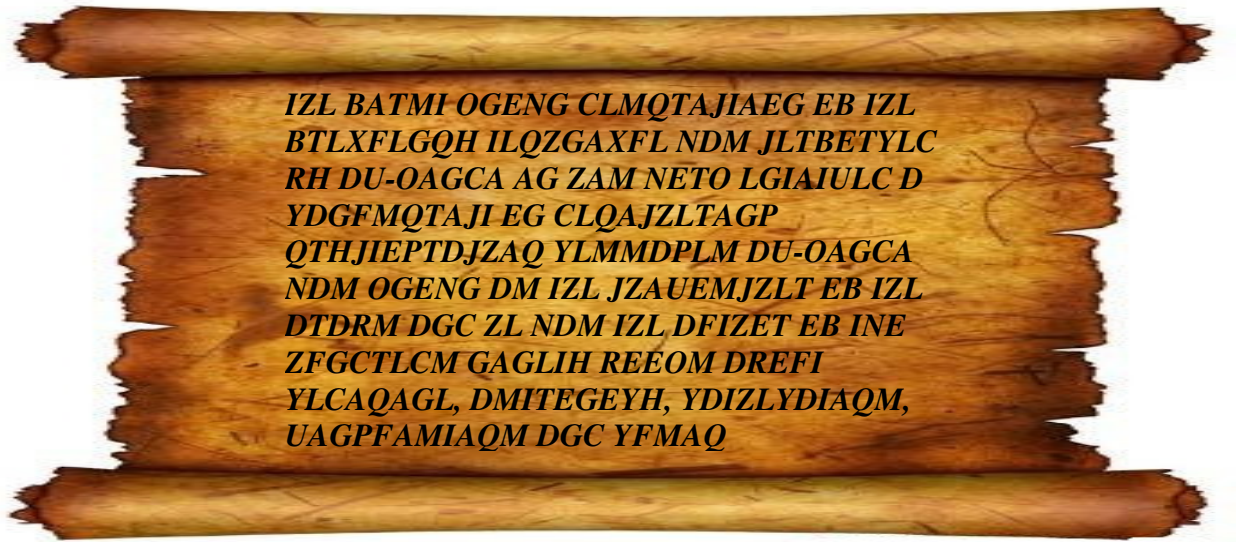 IZL BATMI OGENG CLMQTAJIAEG EB IZL
BTLXFLGQH ILQZGAXFL NDM JLTBETYLC
RH DU-OAGCA AG ZAM NETO LGIAIULC D
YDGFMQTAJI EG CLQAJZLTAGP
QTHJIEPTDJZAQ YLMMDPLM DU-OAGCA
NDM OGENG DM IZL JZAUEMJZLT EB IZL
DTDRM DGC ZL NDM IZL DFIZET EB INE
ZFGCTLCM GAGLIH REEOM DREFI
YLCAQAGL, DMITEGEYH, YDIZLYDIAQM,
UAGPFAMIAQM DGC YFMAQ